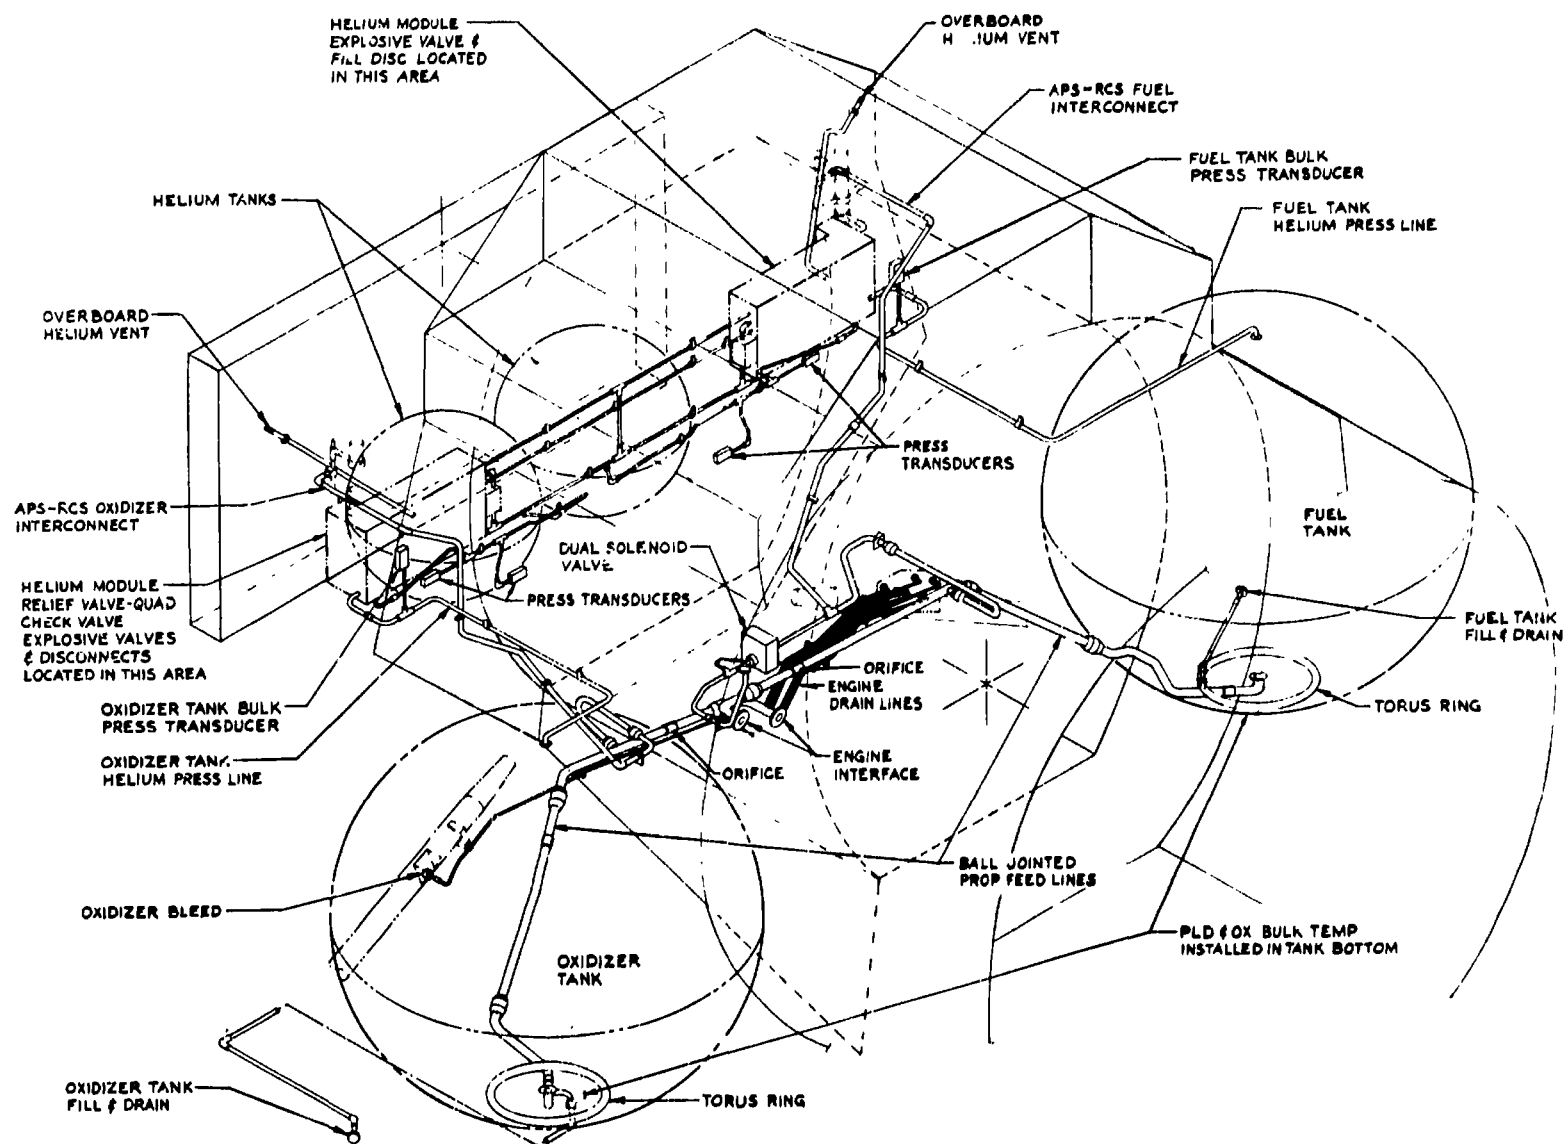 HELIUM MODULE
EXPLOSIVE VALVE &
FILL DISC LOCATED
IN THIS AREA
OVERBOARD
VENT
APS-RCS FUEL
INTERCONNECT
FUEL TANK BULK
PRESS TRANSDUCER
FUEL TANK
HELIUM PRESS LINE
HELIUM TANKS
OVERBOARD
HELIUM VENT
PRESS
TRANSDUCERS
APS-RCS OXIDIZER
INTERCONNECT
FUEL
TANK
DUAL SOLENOID
VALVE
HELIUM MODULE
RELIEF VALVE-QUAD
CHECK VALVE
EXPLOSIVE VALVES
& DISCONNECTS
LOCATED IN THIS AREA
PRESS TRANSDUCERS
FUEL TANK
FILL & DRAIN
ORIFICE
ENGINE
DRAIN LINES
OXIDIZER TANK BULK
PRESS TRANSDUCER
TORUS RING
OXIDIZER TANK
HELIUM PRESS LINE
ORIFICE
ENGINE
INTERFACE
BALL JOINTED
PROP FEED LINES
OXIDIZER BLEED
PLD & OX BULK TEMP
INSTALLED IN TANK BOTTOM
OXIDIZER
TANK
OXIDIZER TANK
FILL & DRAIN
TORUS RING